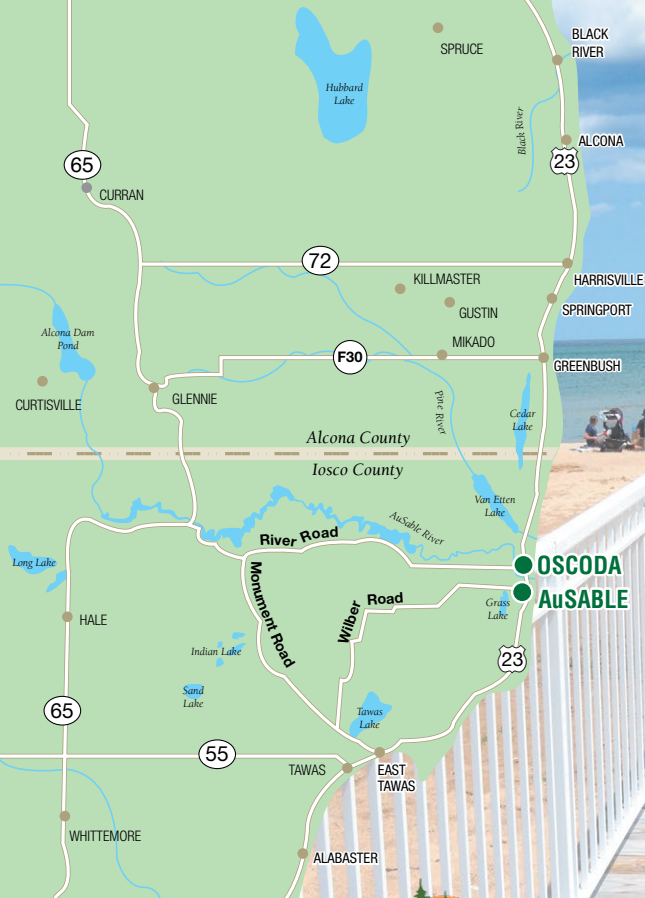 SPRUCE
BLACK
RIVER
Hubbard
Lake
Black River
ALCONA
23
65
CURRAN
72
KILLMASTER
HARRISVILLE
GUSTIN
SPRINGPORT
Alcona Dam
Pond
MIKADO
F30
GREENBUSH
GLENNIE
CURTISVILLE
Pine River
Cedar
Lake
Alcona County
Iosco County
Van Etten
Lake
AuSable River
River Road
Long Lake
OSCODA
Monument Road
Wilber Road
Grass
Lake
AuSABLE
HALE
Indian Lake
23
Sand
Lake
65
Tawas
Lake
55
TAWAS
EAST
TAWAS
WHITTEMORE
ALABASTER